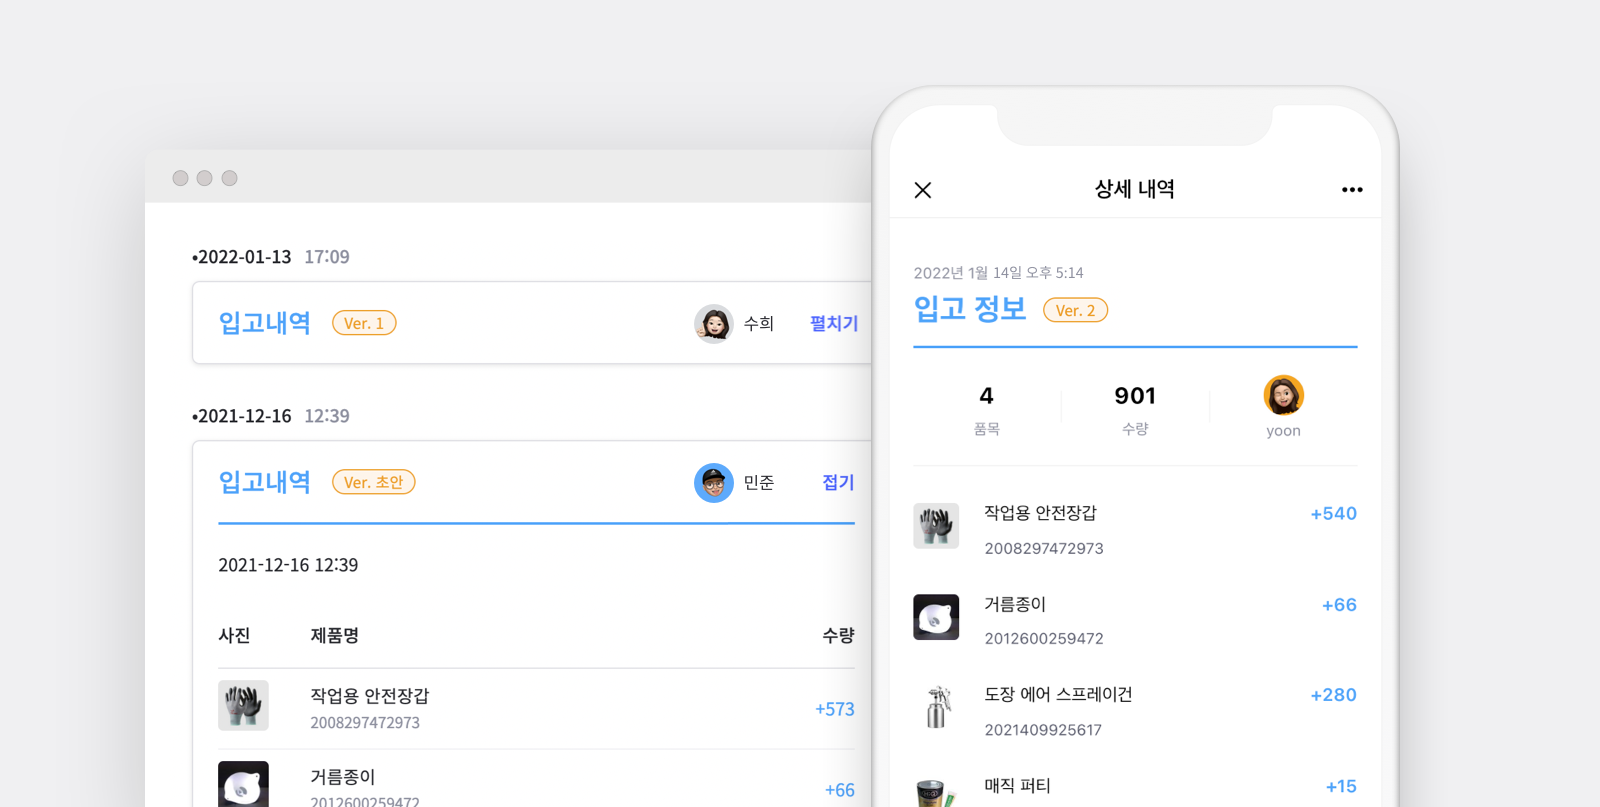 •2022-01-13 17:09
입고내역 Ver. 1 수희 펼치기
•2021-12-16 12:39
입고내역 Ver. 초안 민준 접기
2021-12-16 12:39
사진 제품명 수량
작업용 안전장갑
2008297472973
+573
거름종이
2012600259472
+66
상세 내역
2022년 1월 14일 오후 5:14
입고 정보 Ver. 2
4 901
품목 수량 yoon
작업용 안전장갑 +540
2008297472973
거름종이 +66
2012600259472
도장 에어 스프레이건 +280
2021409925617
매직 퍼티 +15